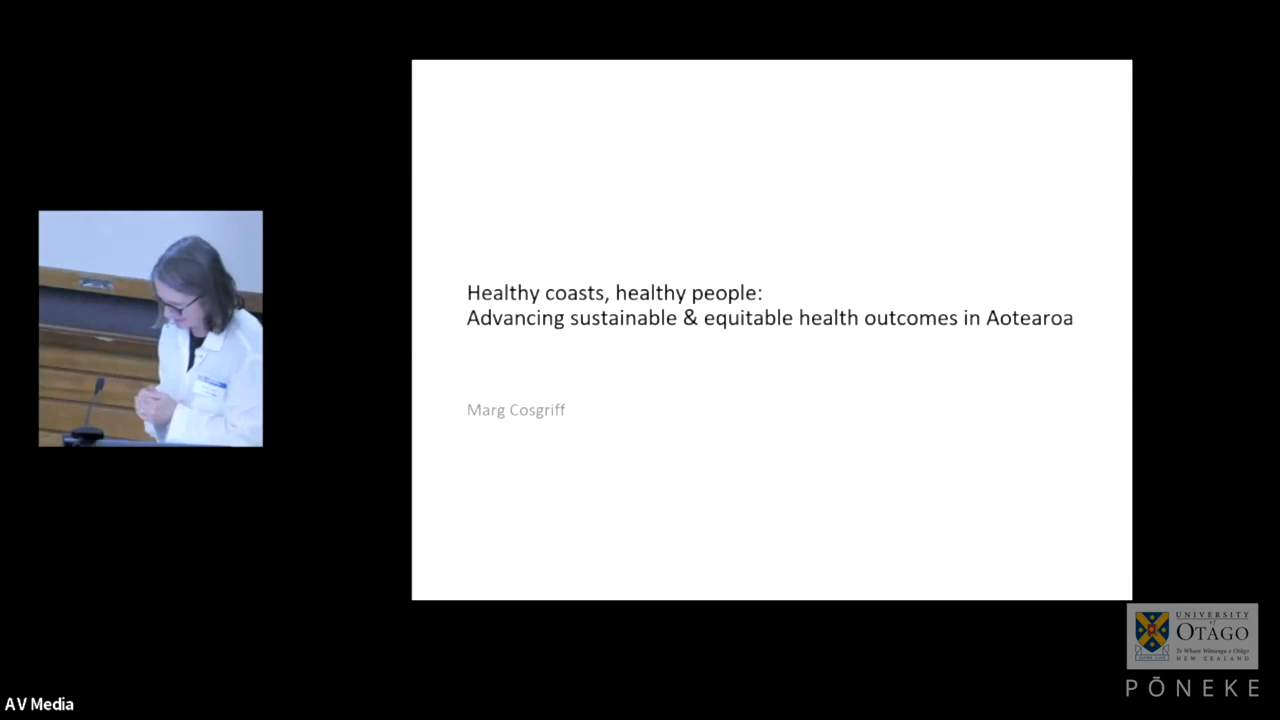 Healthy coasts, healthy people:
Advancing sustainable & equitable health outcomes in Aotearoa
Marg Cosgriff
UNIVERSITY
of
OTAGO
Te Whare Wānanga o Otāgo
NEW ZEALAND
PŌNEKE
AV Media